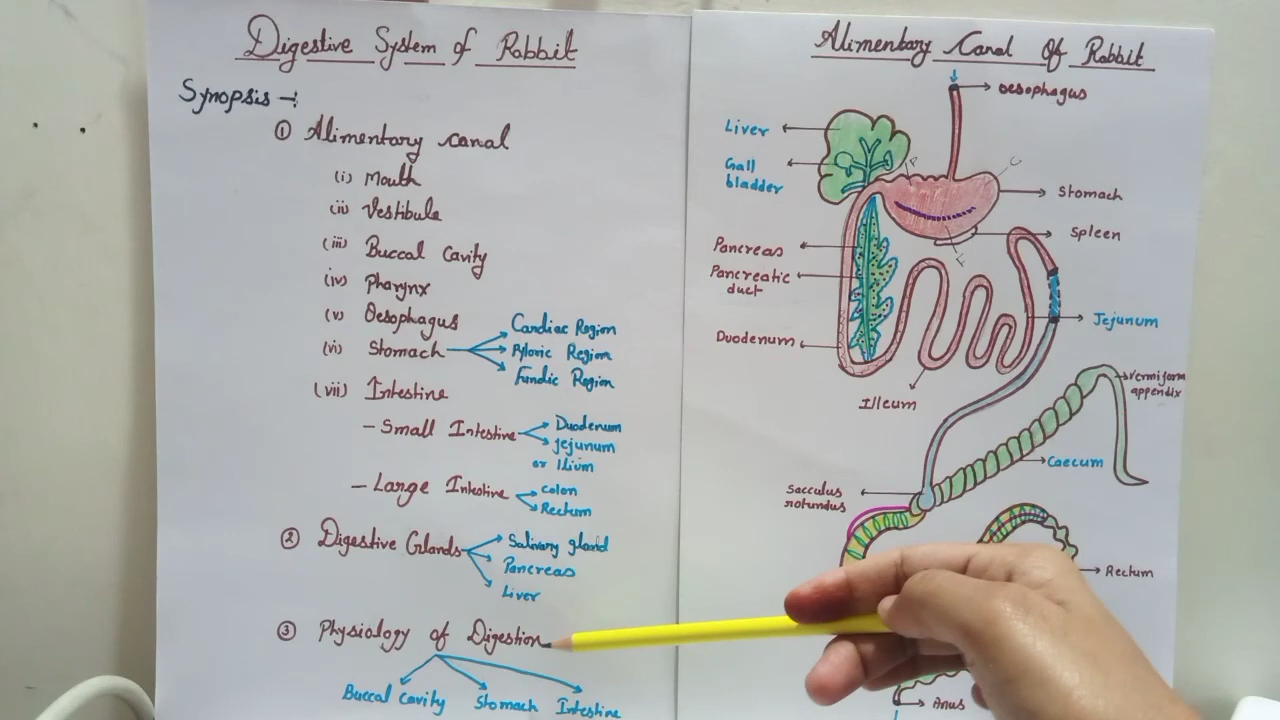 Digestive System of Rabbit
Synopsis -:
① Alimentary canal
(i) Mouth
(ii) Vestibule
(iii) Buccal Cavity
(iv) Pharynx
(v) Oesophagus
(vi) Stomach
Cardiac Region
Pyloric Region
Fundic Region
(vii) Intestine
- Small Intestine
Duodenum
Jejunum
or Ilium
- Large Intestine
Colon
Rectum
② Digestive Glands
Salivary gland
Pancreas
Liver
③ Physiology of Digestion
Buccal cavity
Stomach
Intestine
Alimentary Canal Of Rabbit
Oesophagus
Liver
Gall
bladder
P
C
Stomach
Spleen
F
Pancreas
Pancreatic
duct
Duodenum
Jejunum
Illeum
Vermiform
appendix
Caecum
Sacculus
rotundus
Rectum
Anus